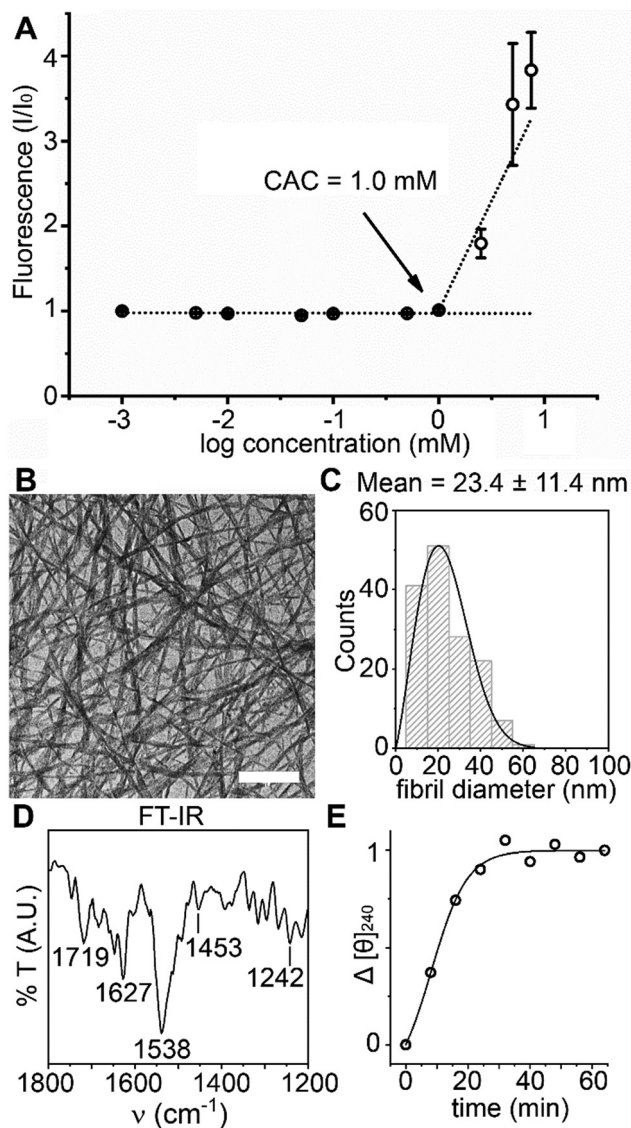 A
4
3
2
1
0
Fluorescence (I/I₀)
CAC = 1.0 mM
-3 -2 -1 0 1
log concentration (mM)
B
C Mean = 23.4 ± 11.4 nm
60
40
20
0
Counts
0 20 40 60 80 100
fibril diameter (nm)
D FT-IR
% T (A.U.)
1719
1627
1538
1453
1242
1800 1600 1400 1200
ν (cm⁻¹)
E
1
0
Δ [θ]₂₄₀
0 20 40 60
time (min)